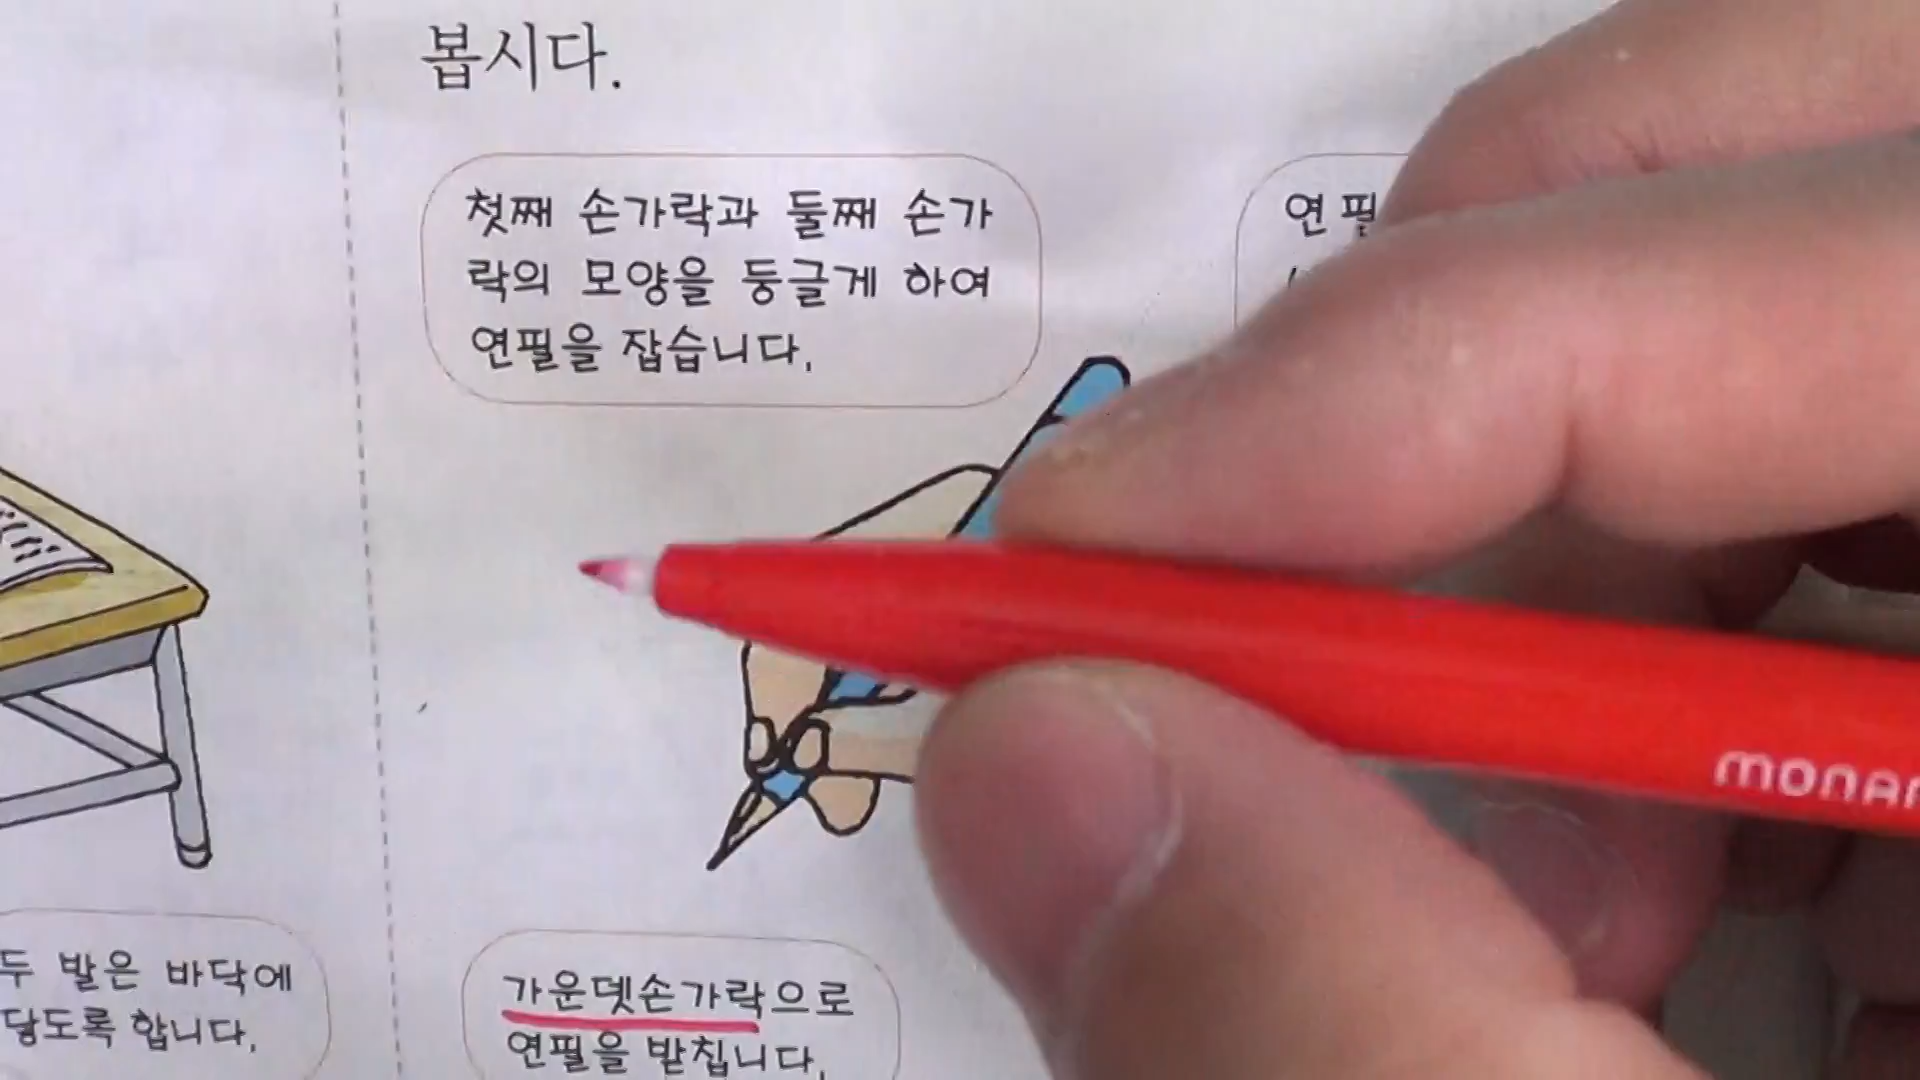 봅시다.
첫째 손가락과 둘째 손가
락의 모양을 둥글게 하여
연필을 잡습니다.
연필
두 발은 바닥에
닿도록 합니다.
가운뎃손가락으로
연필을 받칩니다.